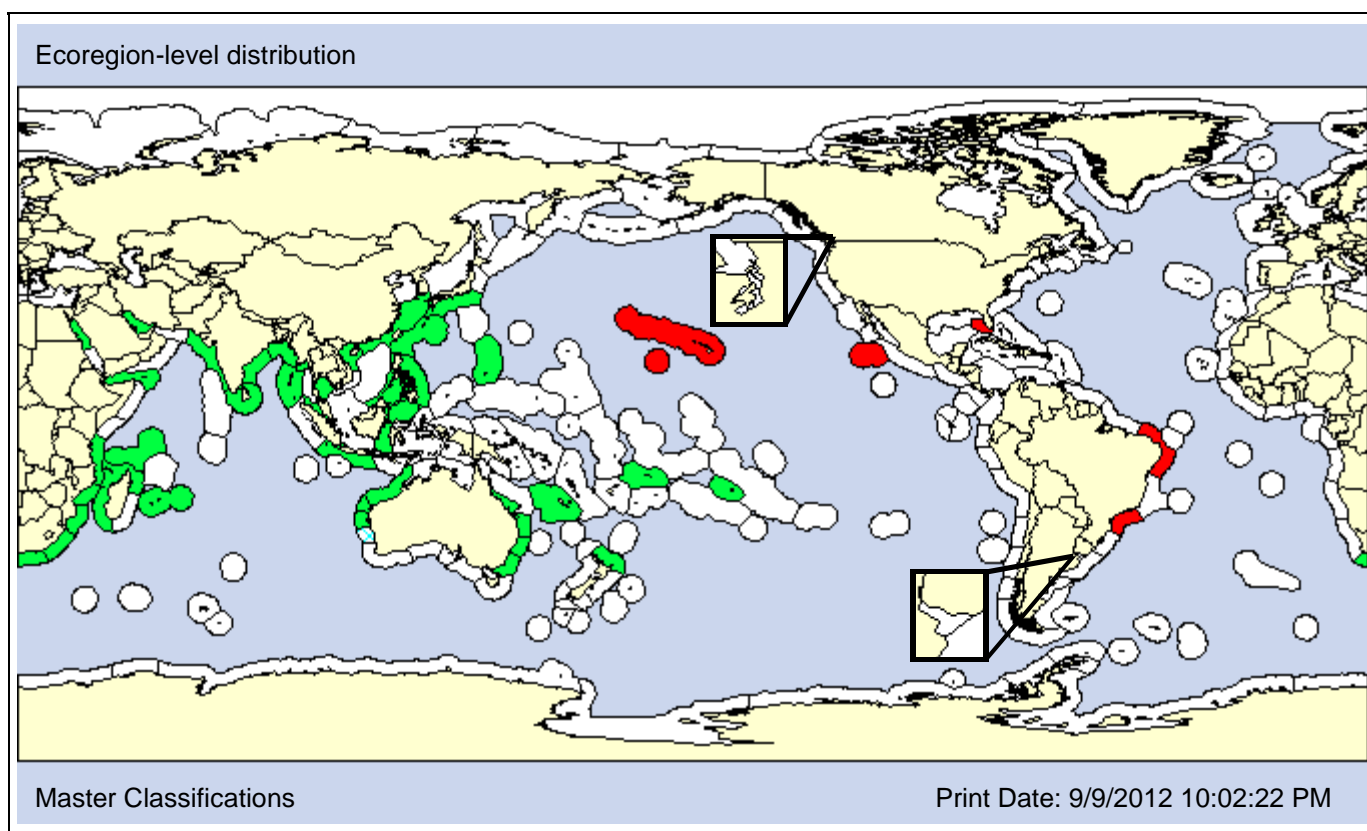 Ecoregion-level distribution
Master Classifications
Print Date: 9/9/2012 10:02:22 PM